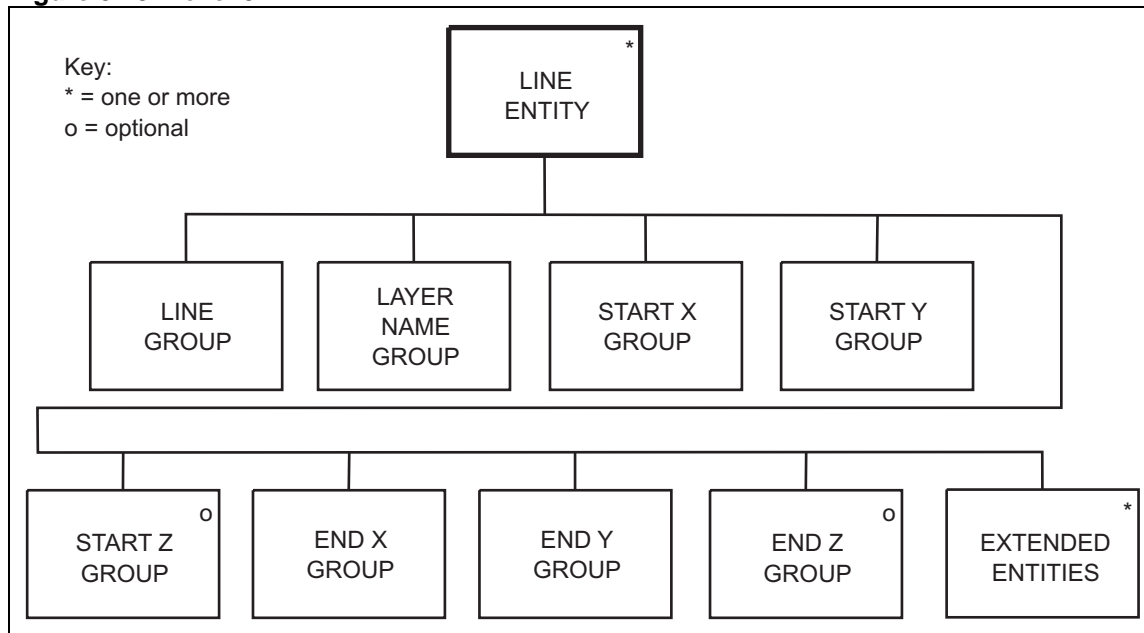 Key:
* = one or more
o = optional
*
LINE
ENTITY
LINE
GROUP
LAYER
NAME
GROUP
START X
GROUP
START Y
GROUP
o
START Z
GROUP
END X
GROUP
END Y
GROUP
o
END Z
GROUP
*
EXTENDED
ENTITIES